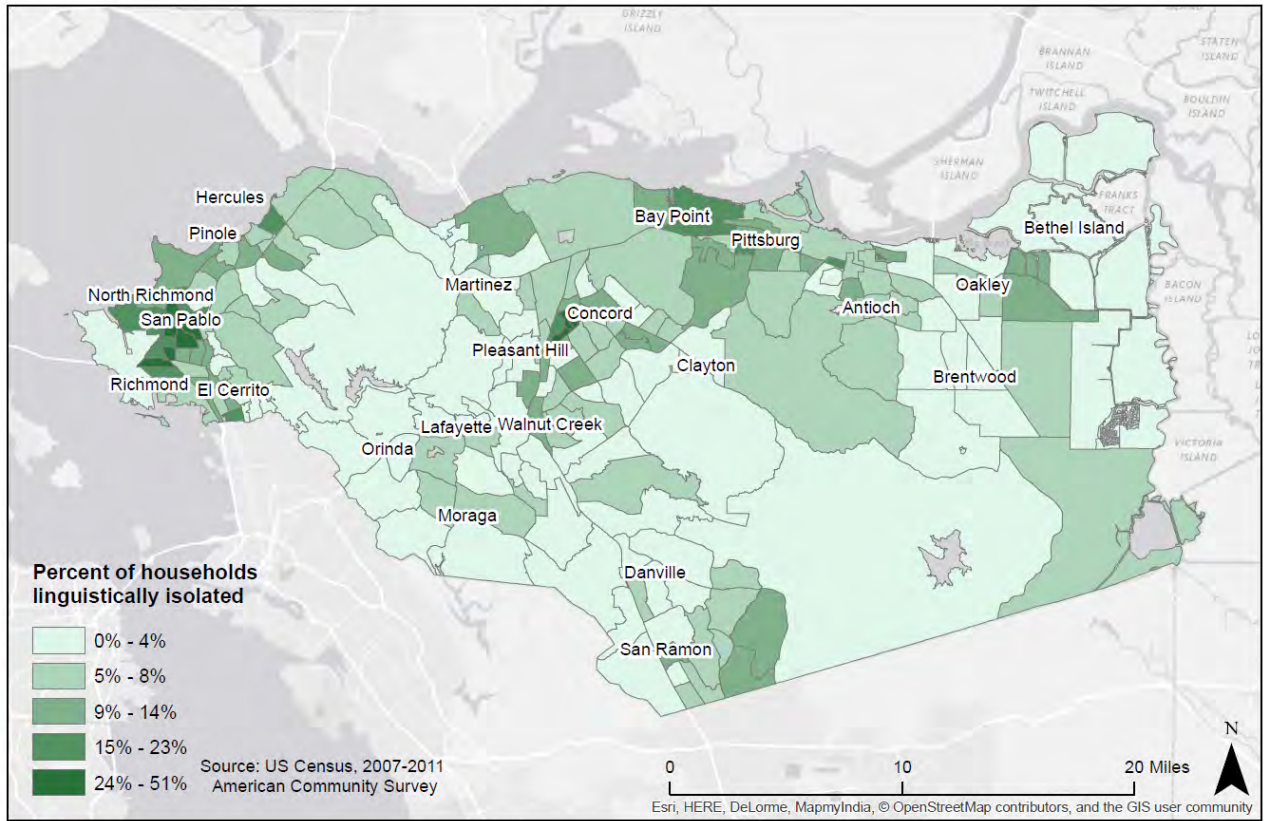 GRIZZLY
ISLAND
BRANNAN
ISLAND
STATEN
ISLAND
TWITCHELL
ISLAND
BOULDIN
ISLAND
SHERMAN
ISLAND
FRANKS
TRACT
Hercules
Bay Point
Bethel Island
Pinole
Pittsburg
Martinez
Oakley
BACON
ISLAND
North Richmond
San Pablo
Concord
Antioch
Pleasant Hill
Clayton
Brentwood
Richmond
El Cerrito
Lafayette
Walnut Creek
Orinda
VICTORIA
ISLAND
Moraga
Danville
San Ramon
Percent of households
linguistically isolated
0% - 4%
5% - 8%
9% - 14%
15% - 23%
24% - 51%
Source: US Census, 2007-2011
American Community Survey
0 10 20 Miles
N
Esri, HERE, DeLorme, MapmyIndia, © OpenStreetMap contributors, and the GIS user community